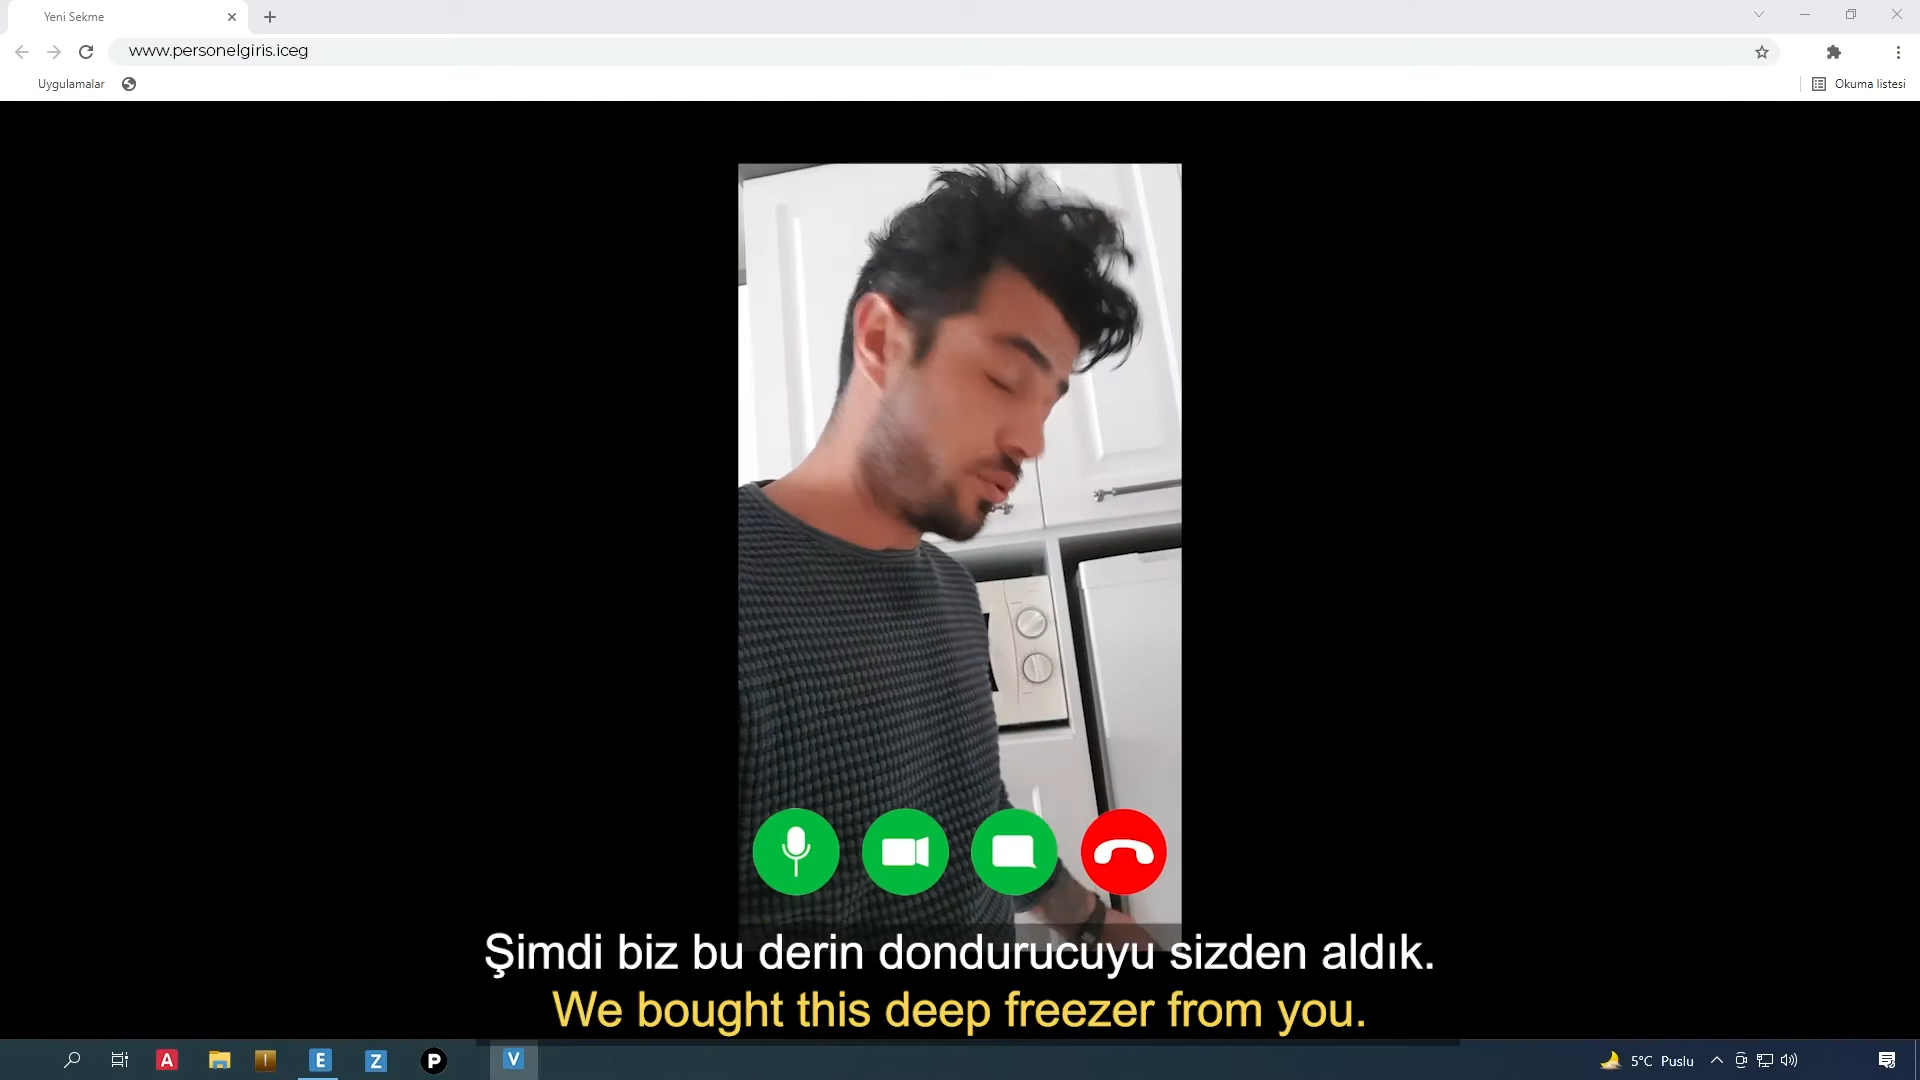 Yeni Sekme
www.personelgiris.iceg
Uygulamalar
Okuma listesi
Şimdi biz bu derin dondurucuyu sizden aldık.
We bought this deep freezer from you.
A
I
E
Z
P
V
5°C Puslu